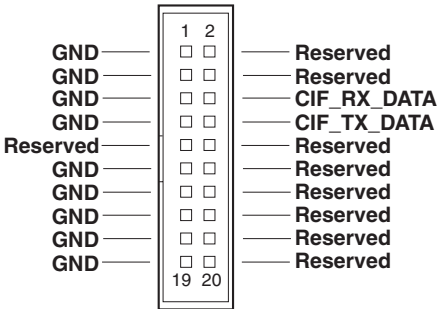 1 2
GND Reserved
GND Reserved
GND CIF_RX_DATA
GND CIF_TX_DATA
Reserved Reserved
GND Reserved
GND Reserved
GND Reserved
GND Reserved
GND Reserved
19 20